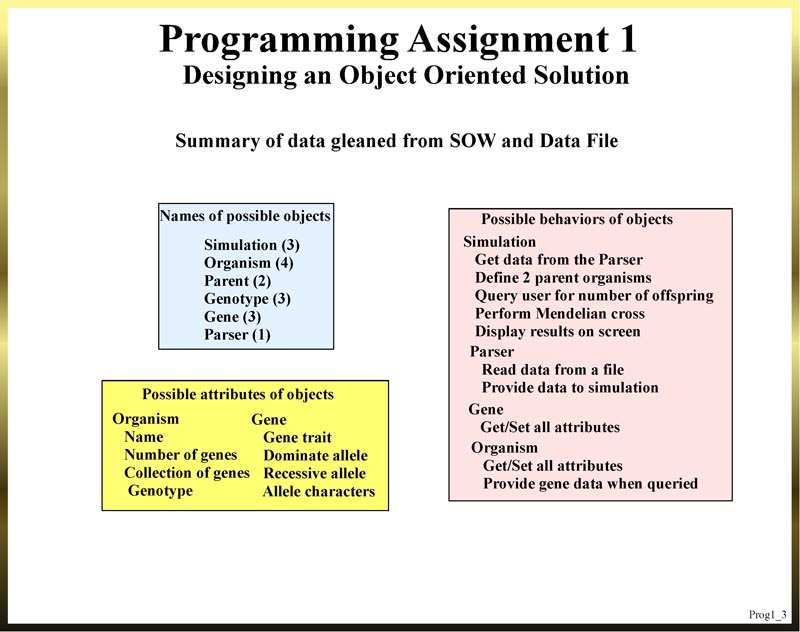 Programming Assignment 1
Designing an Object Oriented Solution
Summary of data gleaned from SOW and Data File
Names of possible objects
Simulation (3)
Organism (4)
Parent (2)
Genotype (3)
Gene (3)
Parser (1)
Possible attributes of objects
Organism
Name
Number of genes
Collection of genes
Genotype
Gene
Gene trait
Dominate allele
Recessive allele
Allele characters
Possible behaviors of objects
Simulation
Get data from the Parser
Define 2 parent organisms
Query user for number of offspring
Perform Mendelian cross
Display results on screen
Parser
Read data from a file
Provide data to simulation
Gene
Get/Set all attributes
Organism
Get/Set all attributes
Provide gene data when queried
Prog1_3